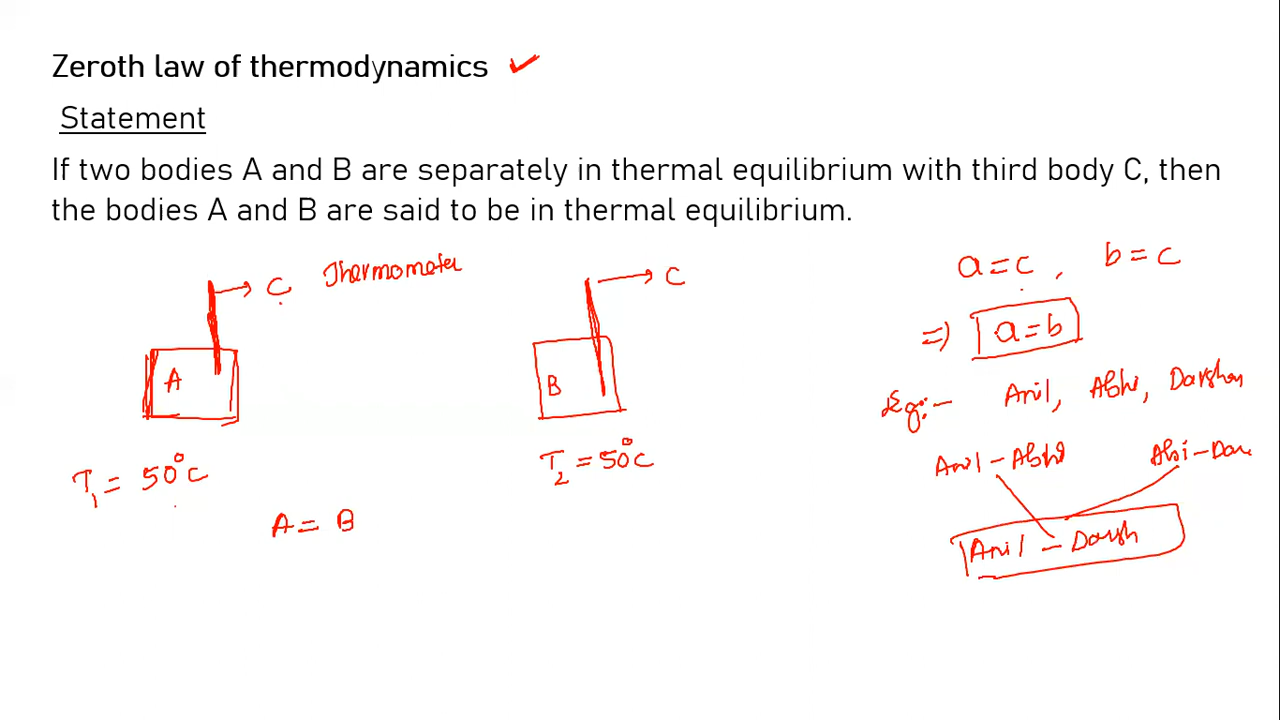 Zeroth law of thermodynamics
Statement
If two bodies A and B are separately in thermal equilibrium with third body C, then
the bodies A and B are said to be in thermal equilibrium.
C Thermometer
A
T₁ = 50°C
C
B
T₂ = 50°C
A = B
a = c , b = c
=) a = b
Eg:- Anil, Abhi, Darshan
Anil - Abhi Abi - Dar
Anil - Darsh